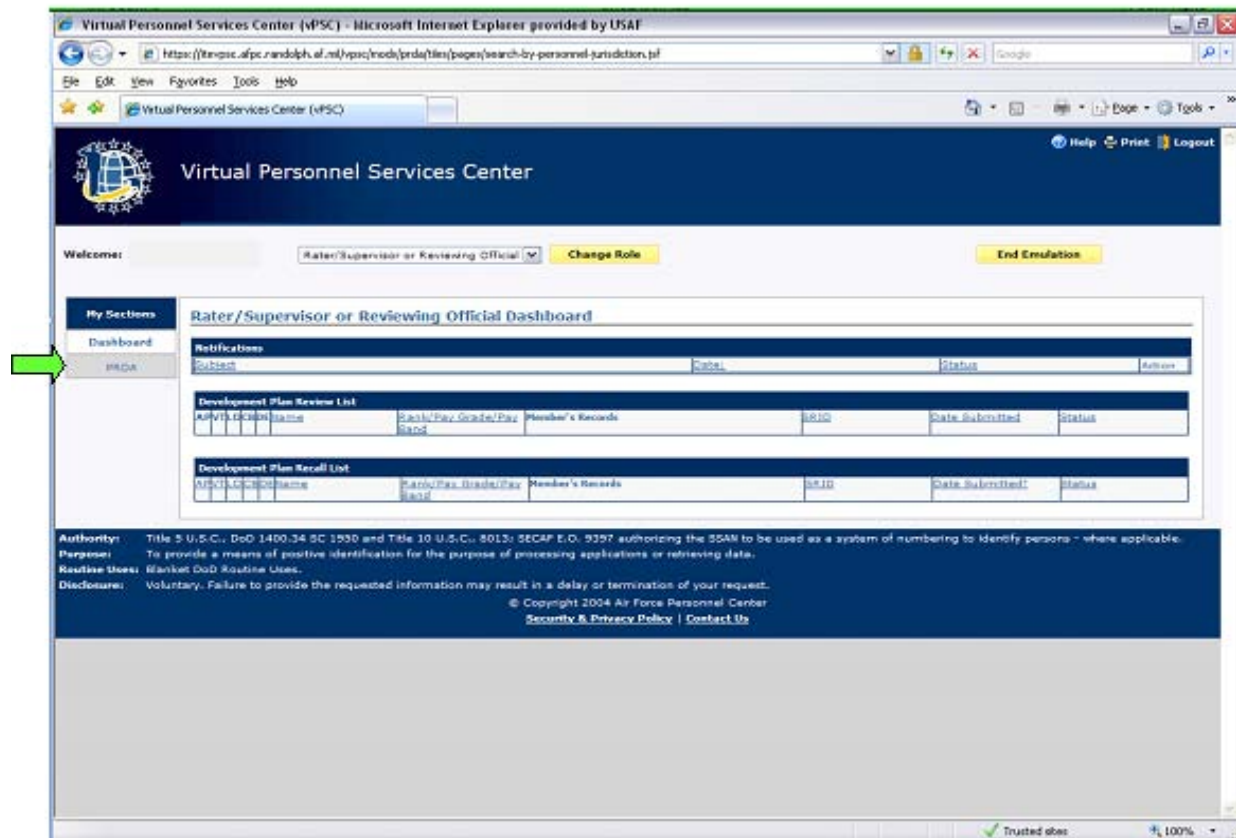 Virtual Personnel Services Center (vPSC) - Microsoft Internet Explorer provided by USAF
Google
File Edit View Favorites Tools Help
Virtual Personnel Services Center (vPSC)
Page Tools
Help Print Logout
Virtual Personnel Services Center
Welcome: Rater/Supervisor or Reviewing Official Change Role End Emulation
My Sections
Dashboard
PRDA
Rater/Supervisor or Reviewing Official Dashboard
Notifications
Subject Date: Status Action
Development Plan Review List
Name Rank/Pay Grade/Pay Band Member's Records SRID Date Submitted Status
Development Plan Recall List
Name Rank/Pay Grade/Pay Band Member's Records SRID Date Submitted Status
Authority: Title 5 U.S.C., DoD 1400.34 SC 1930 and Title 10 U.S.C., 8013; SECAF E.O. 9397 authorizing the SSAN to be used as a system of numbering to identify persons - where applicable.
Purpose: To provide a means of positive identification for the purpose of processing applications or retrieving data.
Routine Uses: Blanket DoD Routine Uses.
Disclosure: Voluntary. Failure to provide the requested information may result in a delay or termination of your request.
© Copyright 2004 Air Force Personnel Center
Security & Privacy Policy | Contact Us
Trusted sites 100%